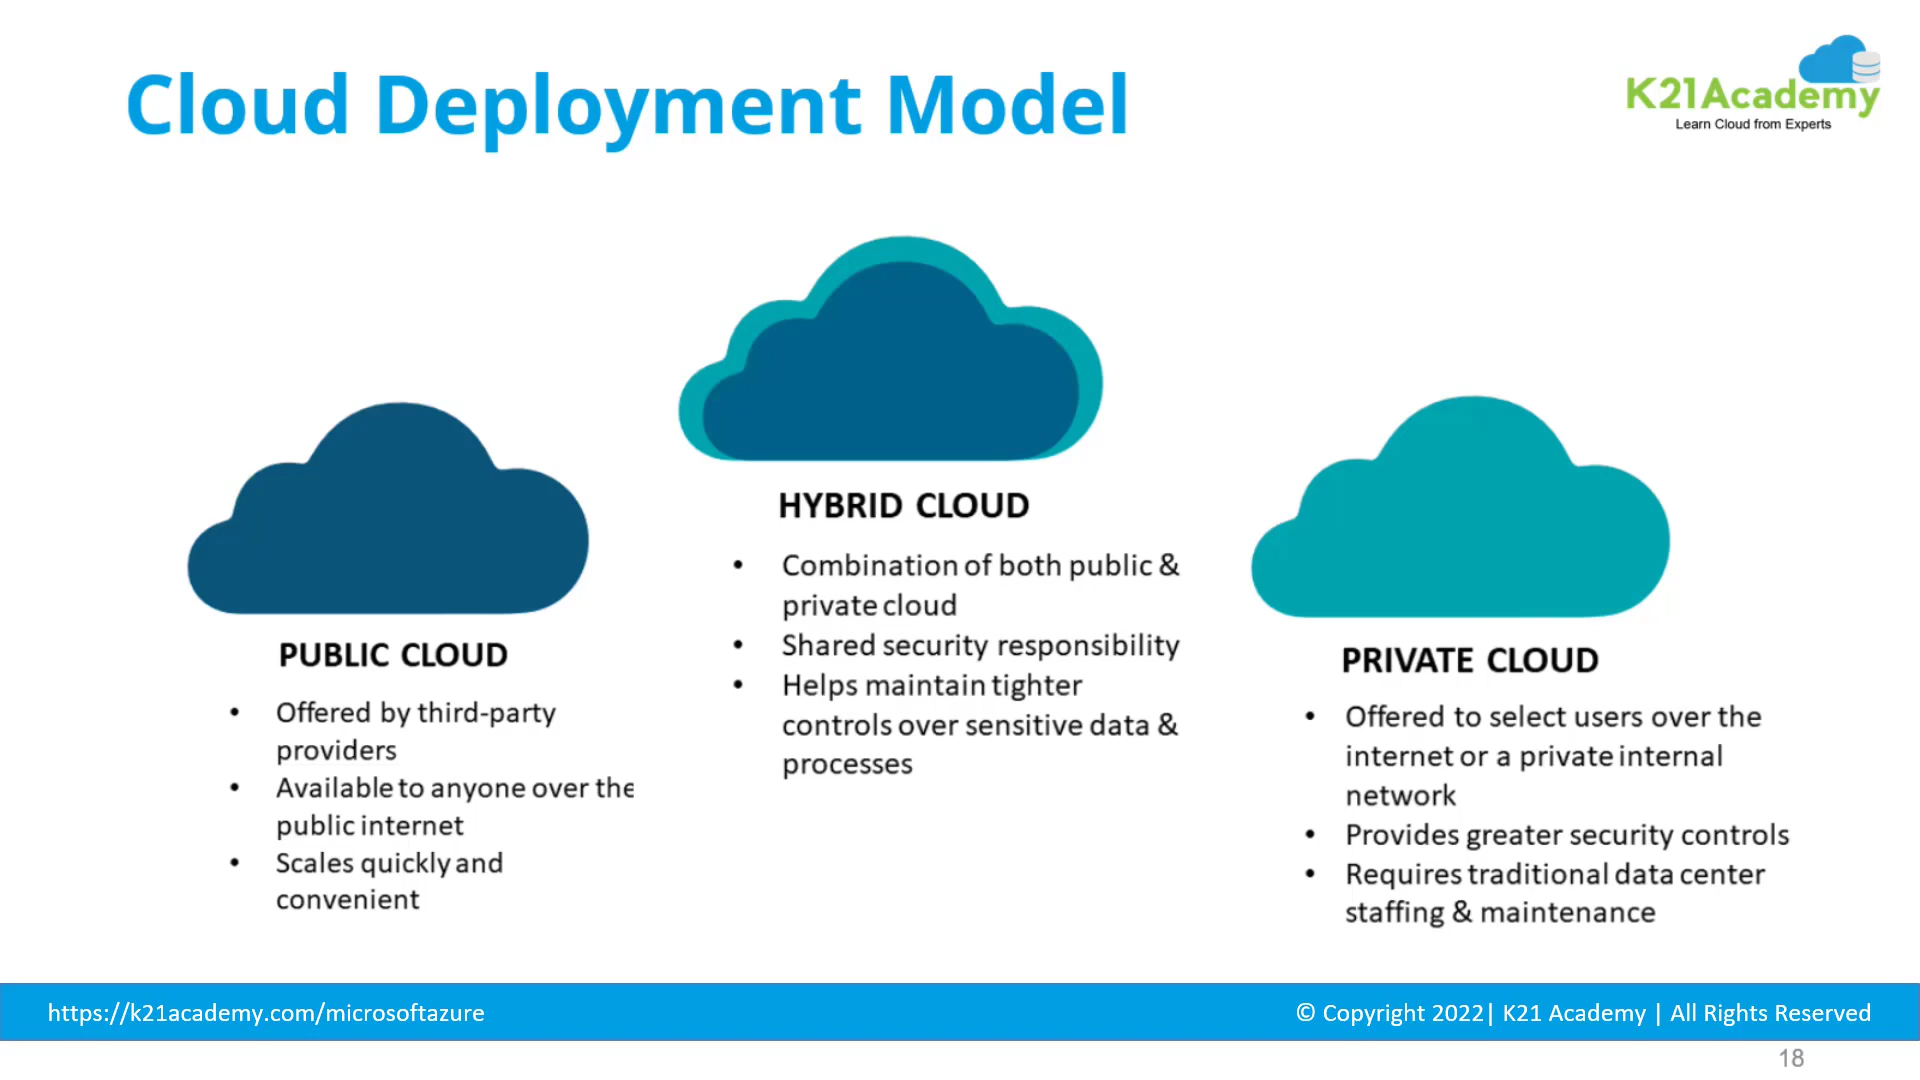 Cloud Deployment Model
K21Academy
Learn Cloud from Experts
HYBRID CLOUD
• Combination of both public &
private cloud
• Shared security responsibility
• Helps maintain tighter
controls over sensitive data &
processes
PUBLIC CLOUD
• Offered by third-party
providers
• Available to anyone over the
public internet
• Scales quickly and
convenient
PRIVATE CLOUD
• Offered to select users over the
internet or a private internal
network
• Provides greater security controls
• Requires traditional data center
staffing & maintenance
https://k21academy.com/microsoftazure
© Copyright 2022| K21 Academy | All Rights Reserved
18